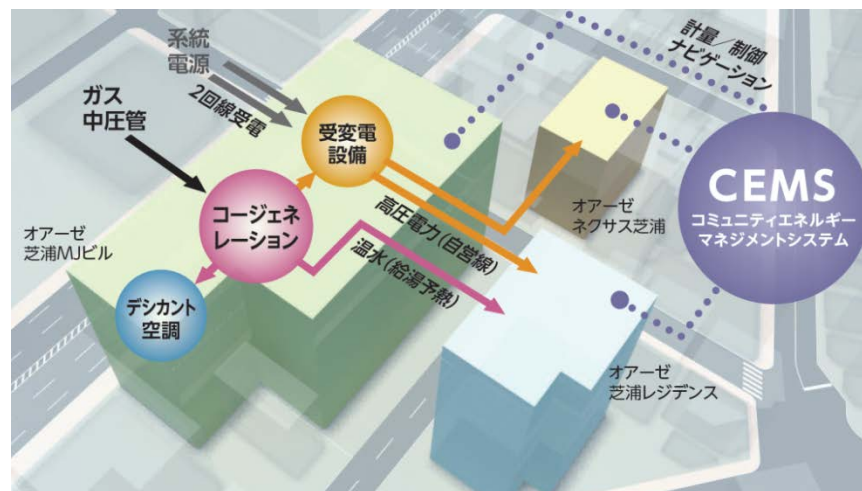 系統
電源
2回線受電
ガス
中圧管
受変電
設備
コージェネ
レーション
デシカント
空調
オアーゼ
芝浦MJビル
高圧電力(自営線)
温水(給湯予熱)
計量／制御
ナビゲーション
オアーゼ
ネクサス芝浦
CEMS
コミュニティエネルギー
マネジメントシステム
オアーゼ
芝浦レジデンス